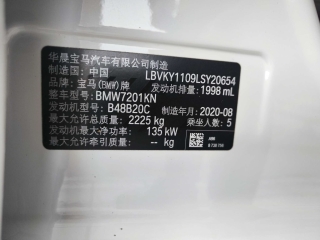 华晨宝马汽车有限公司制造
制造国：中国 LBVKY1109LSY20654
品牌：宝马(BMW)牌 发动机排量：1998 mL
整车型号：BMW7201KN
发动机型号：B48B20C 制造年月：2020-08
最大允许总质量：2225 kg 乘坐人数：5
发动机最大净功率：135 kW
最大允许牵引质量：-- kg